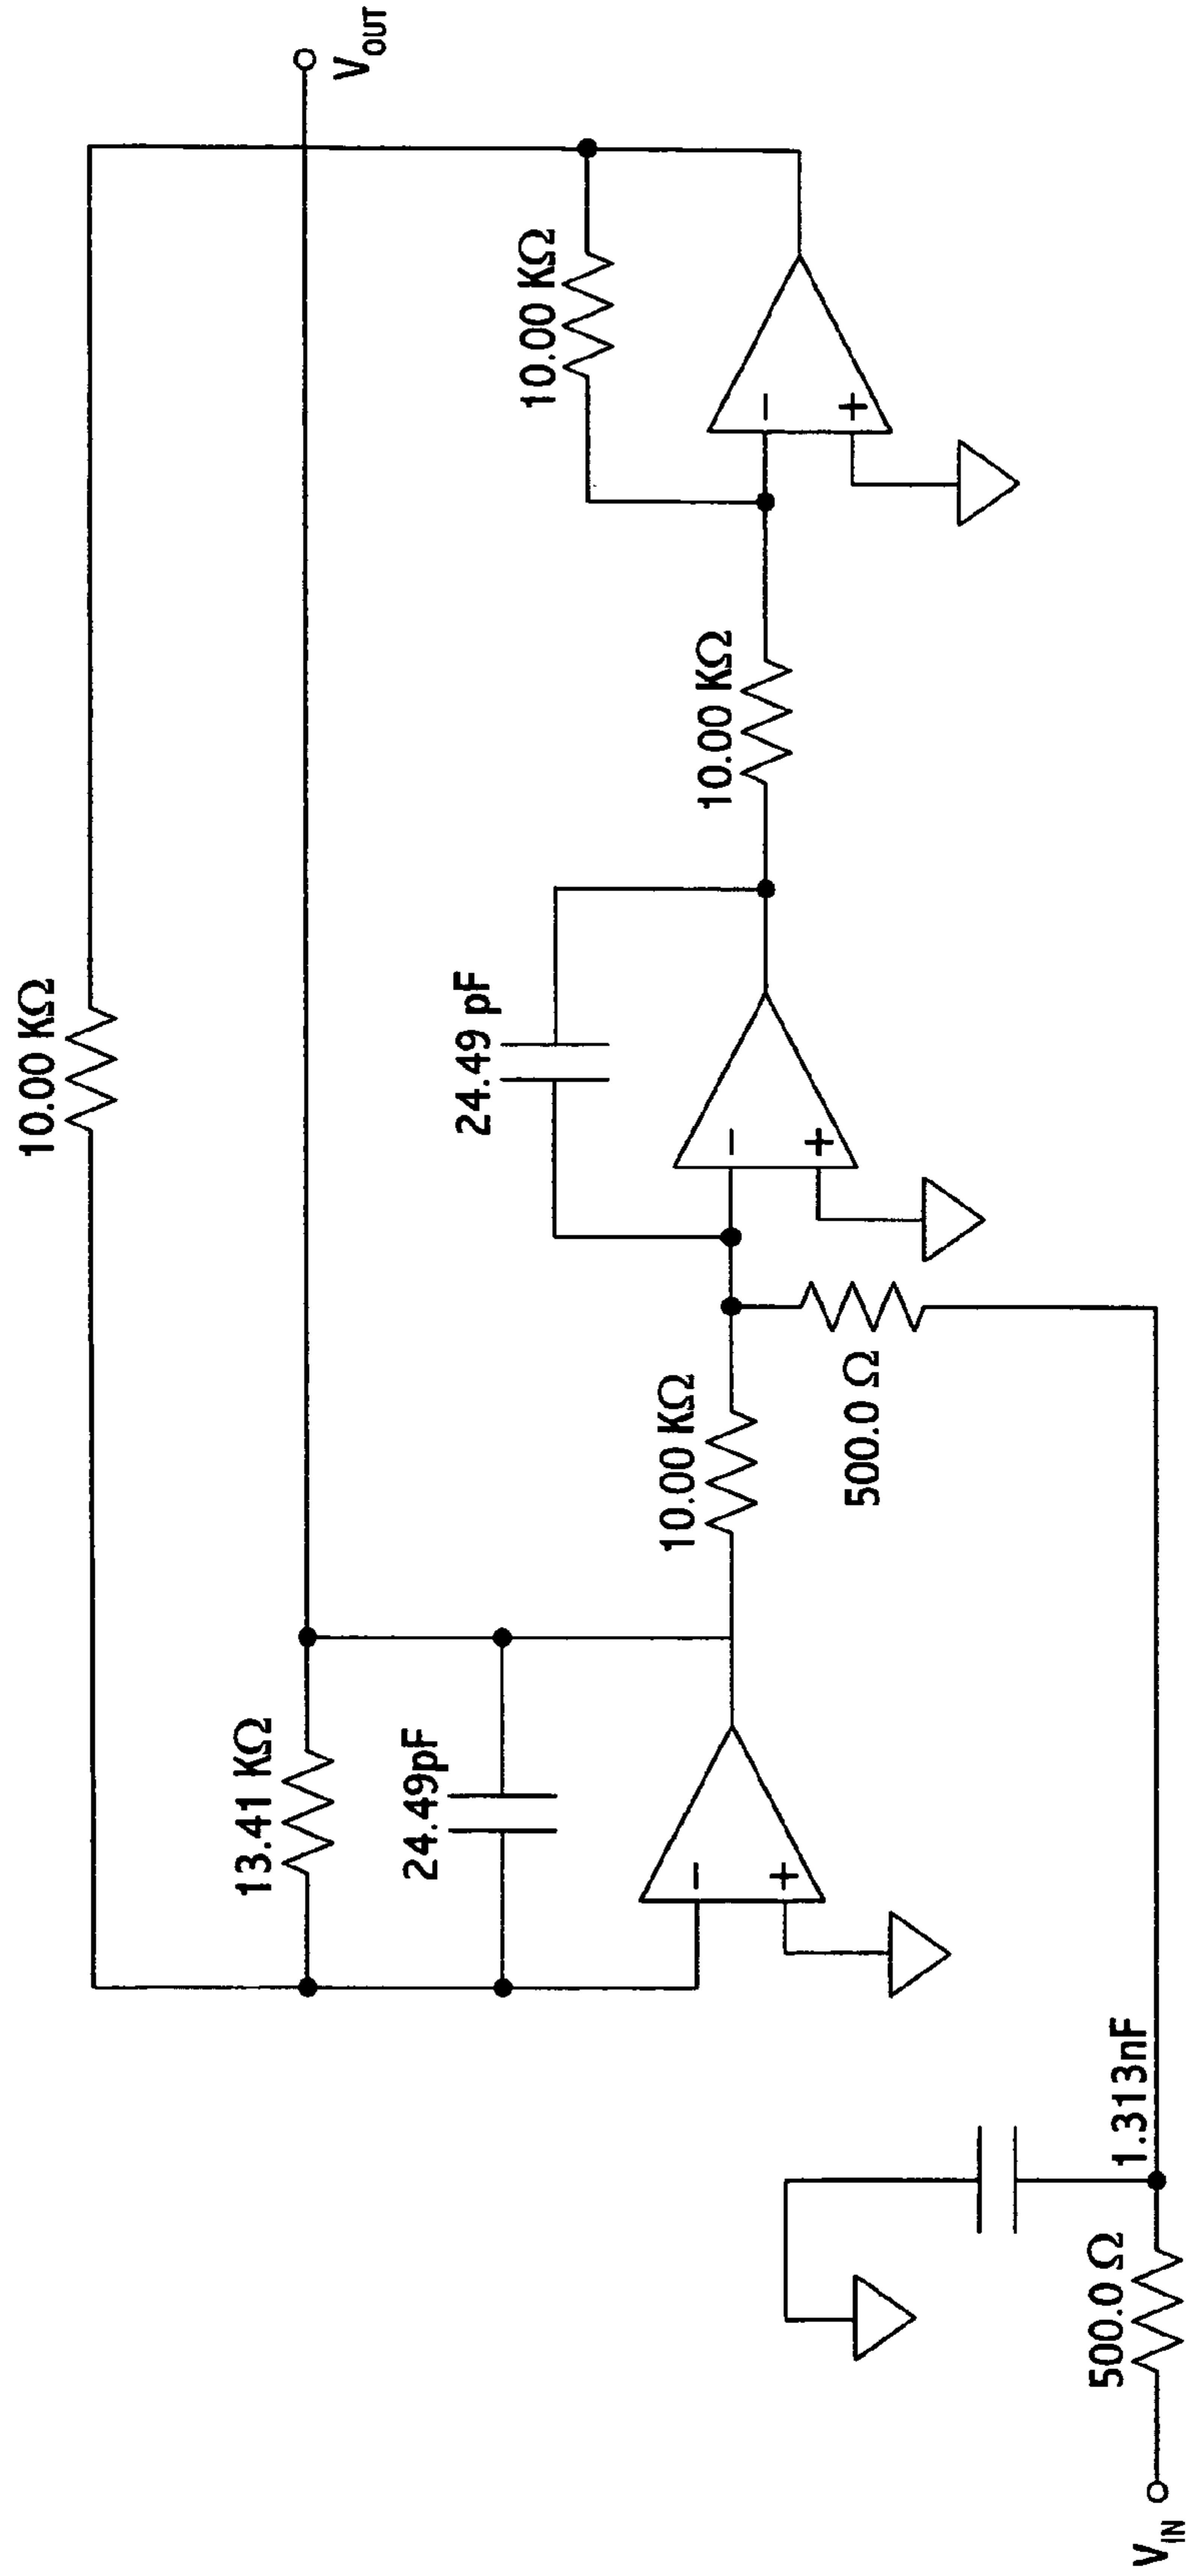 10.00 KΩ
V_OUT
13.41 KΩ
24.49pF
24.49 pF
10.00 KΩ
10.00 KΩ
10.00 KΩ
−
+
−
+
−
+
500.0 Ω
1.313nF
500.0 Ω
V_IN